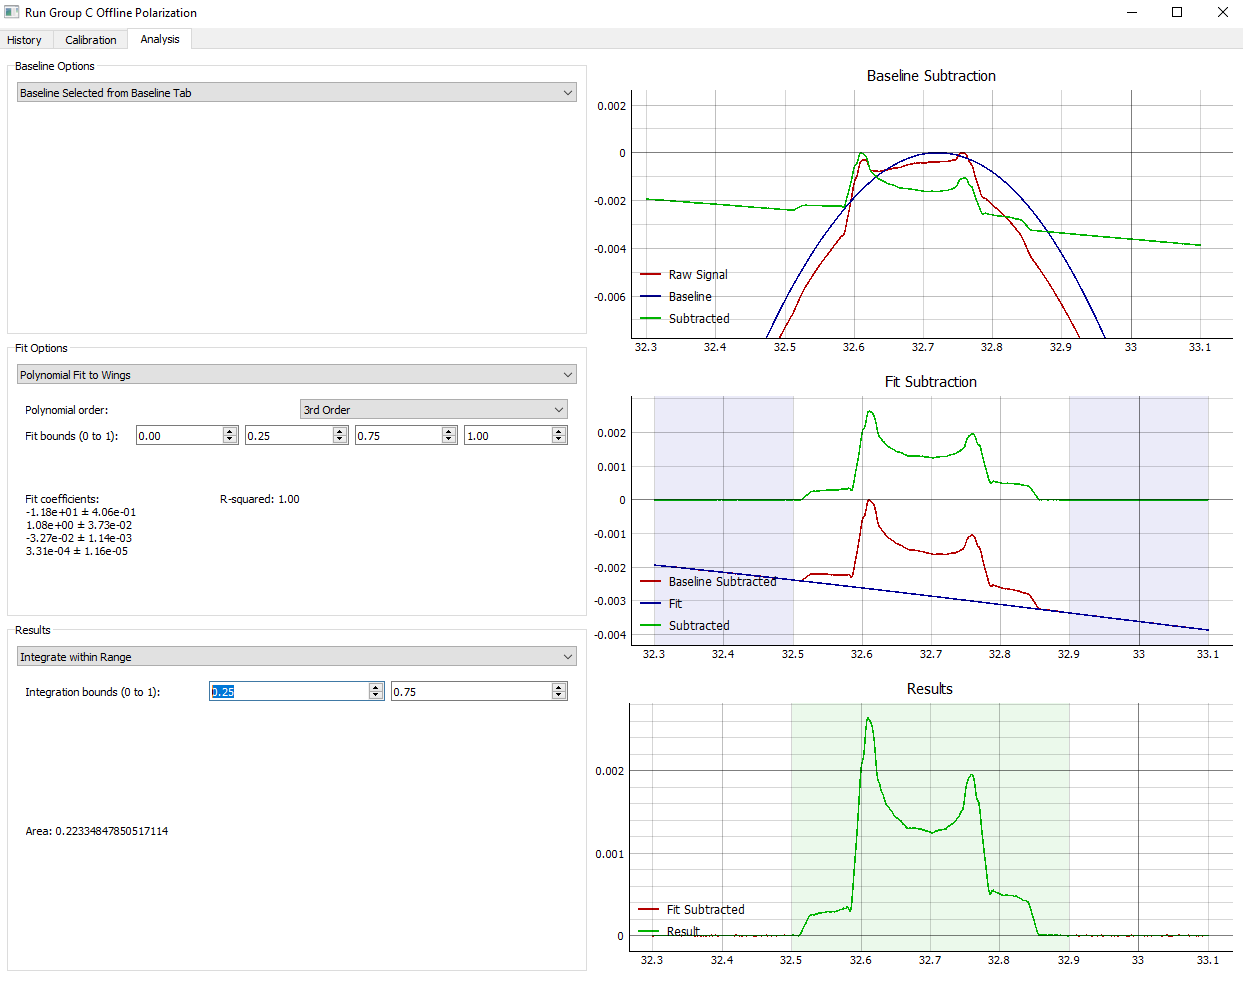 Run Group C Offline Polarization
History Calibration Analysis
Baseline Options
Baseline Selected from Baseline Tab
Fit Options
Polynomial Fit to Wings
Polynomial order: 3rd Order
Fit bounds (0 to 1): 0.00 0.25 0.75 1.00
Fit coefficients: R-squared: 1.00
-1.18e+01 ± 4.06e-01
1.08e+00 ± 3.73e-02
-3.27e-02 ± 1.14e-03
3.31e-04 ± 1.16e-05
Results
Integrate within Range
Integration bounds (0 to 1): 0.25 0.75
Area: 0.22334847850517114
Baseline Subtraction
0.002
0
-0.002
-0.004
-0.006
Raw Signal
Baseline
Subtracted
32.3 32.4 32.5 32.6 32.7 32.8 32.9 33 33.1
Fit Subtraction
0.002
0.001
0
-0.001
-0.002
-0.003
-0.004
Baseline Subtracted
Fit
Subtracted
32.3 32.4 32.5 32.6 32.7 32.8 32.9 33 33.1
Results
0.002
0.001
0
Fit Subtracted
Result
32.3 32.4 32.5 32.6 32.7 32.8 32.9 33 33.1